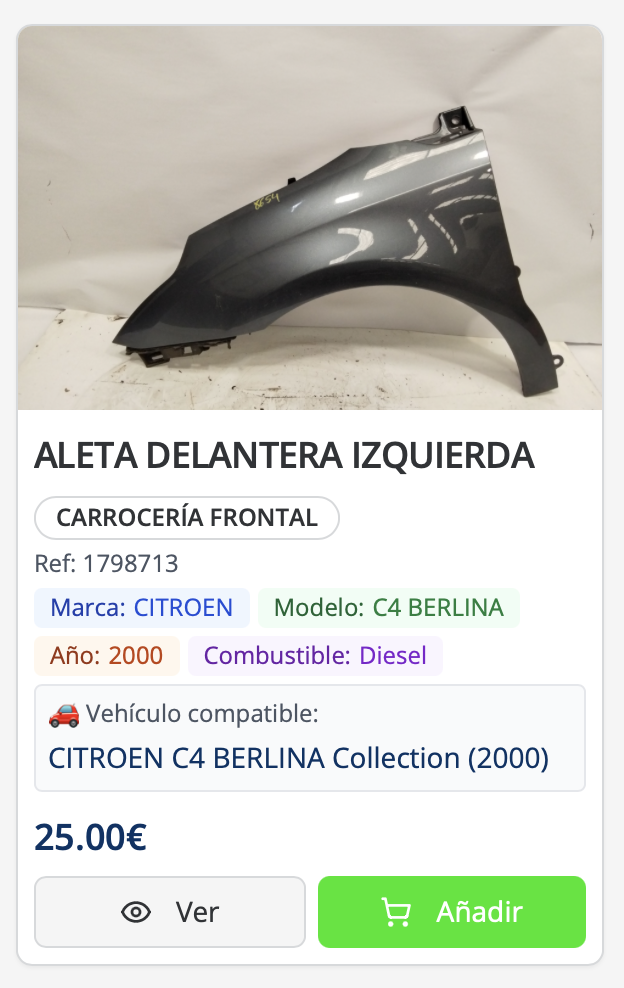 8654
ALETA DELANTERA IZQUIERDA
CARROCERÍA FRONTAL
Ref: 1798713
Marca: CITROEN Modelo: C4 BERLINA
Año: 2000 Combustible: Diesel
🚗 Vehículo compatible:
CITROEN C4 BERLINA Collection (2000)
25.00€
Ver Añadir